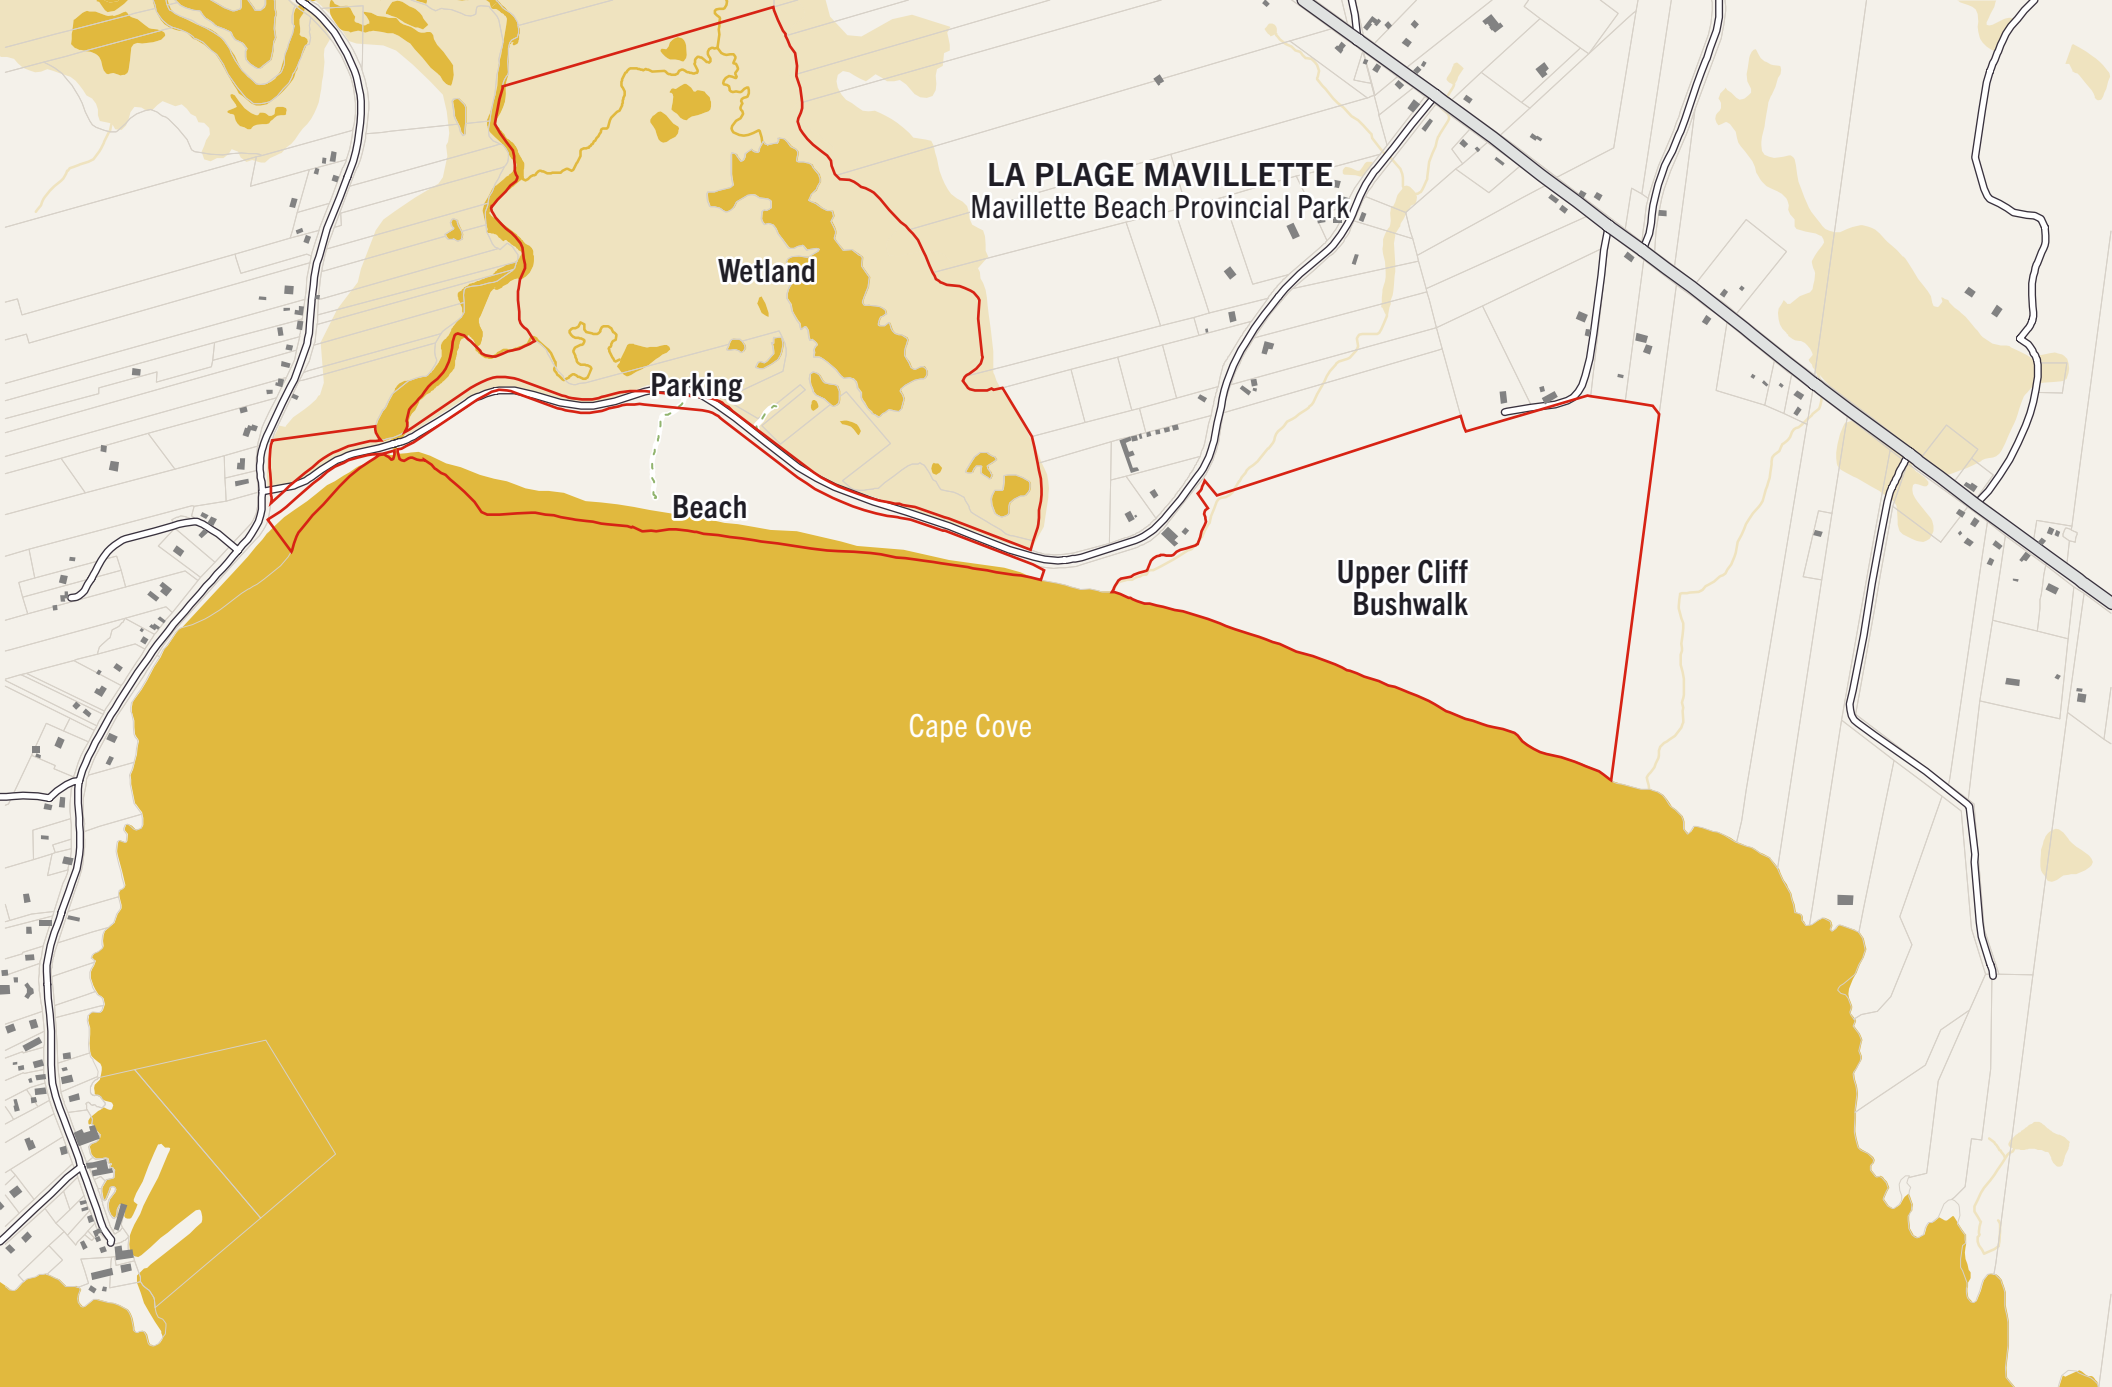 LA PLAGE MAVILLETTE
Mavillette Beach Provincial Park
Wetland
Parking
Beach
Upper Cliff
Bushwalk
Cape Cove